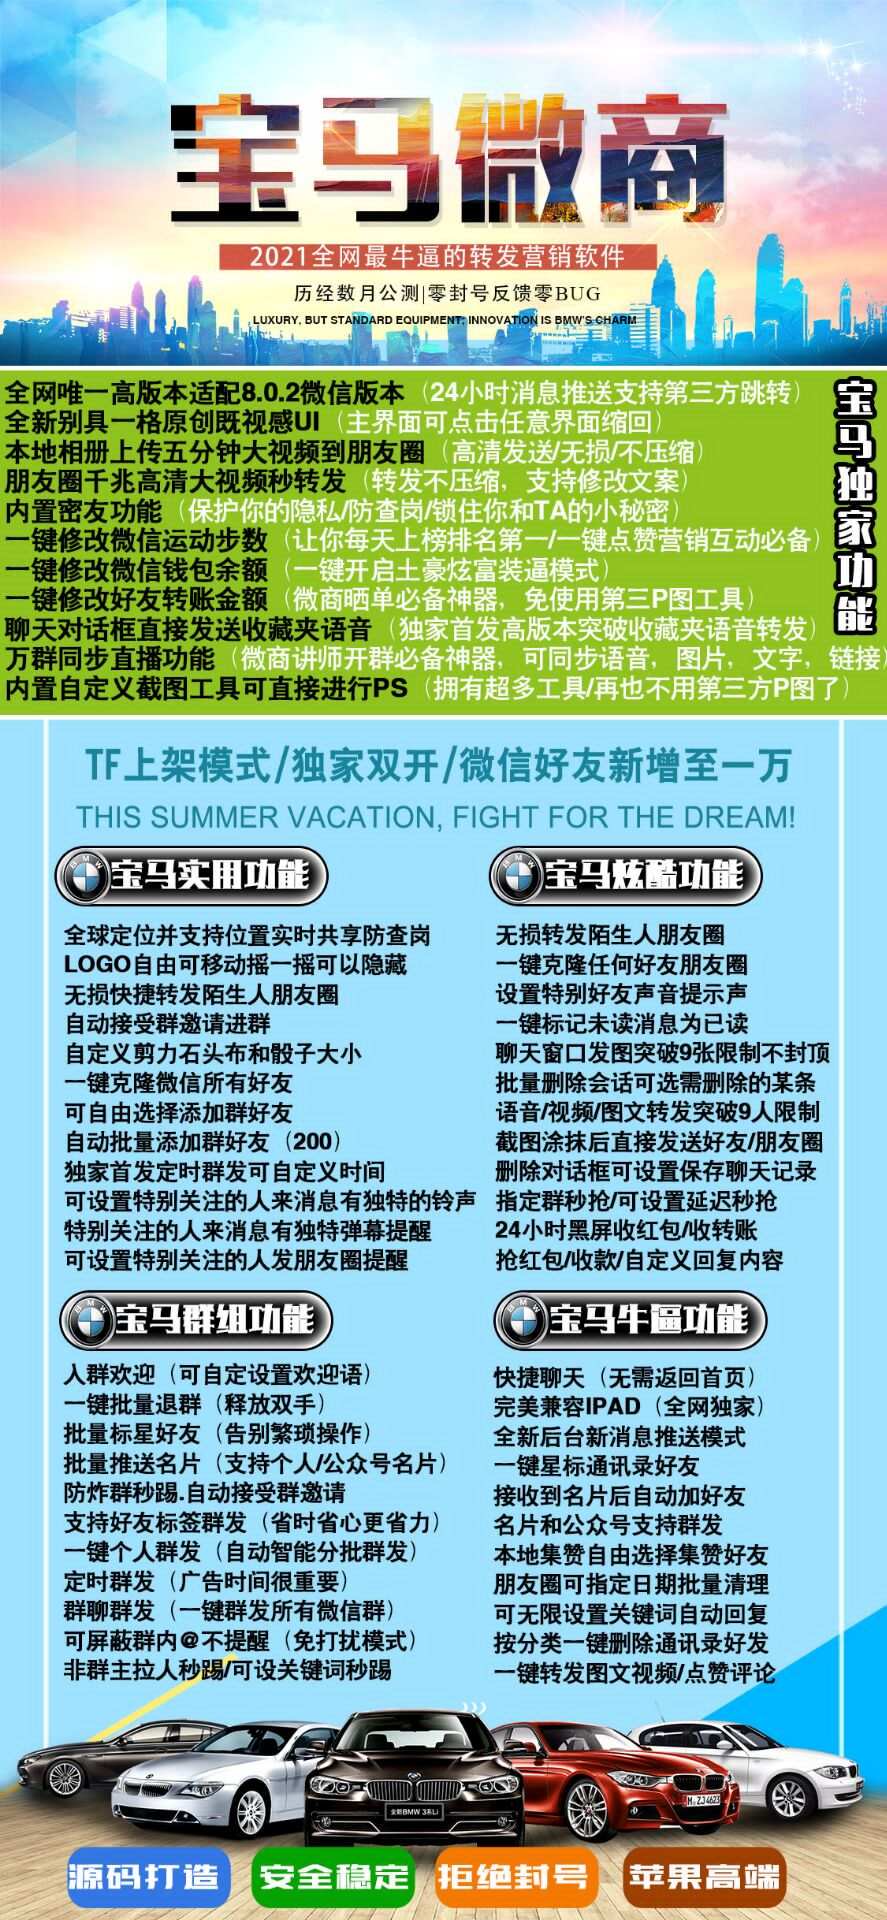 宝马微商
2021全网最牛逼的转发营销软件
历经数月公测|零封号反馈零BUG
LUXURY, BUT STANDARD EQUIPMENT; INNOVATION IS BMW'S CHARM
宝马独家功能
全网唯一高版本适配8.0.2微信版本（24小时消息推送支持第三方跳转）
全新别具一格原创既视感UI（主界面可点击任意界面缩回）
本地相册上传五分钟大视频到朋友圈（高清发送/无损/不压缩）
朋友圈千兆高清大视频秒转发（转发不压缩，支持修改文案）
内置密友功能（保护你的隐私/防查岗/锁住你和TA的小秘密）
一键修改微信运动步数（让你每天上榜排名第一/一键点赞营销互动必备）
一键修改微信钱包余额（一键开启土豪炫富装逼模式）
一键修改好友转账金额（微商晒单必备神器，免使用第三P图工具）
聊天对话框直接发送收藏夹语音（独家首发高版本突破收藏夹语音转发）
万群同步直播功能（微商讲师开群必备神器，可同步语音，图片，文字，链接）
内置自定义截图工具可直接进行PS（拥有超多工具/再也不用第三方P图了）
TF上架模式/独家双开/微信好友新增至一万
THIS SUMMER VACATION, FIGHT FOR THE DREAM!
BMW
宝马实用功能
全球定位并支持位置实时共享防查岗
LOGO自由可移动摇一摇可以隐藏
无损快捷转发陌生人朋友圈
自动接受群邀请进群
自定义剪力石头布和骰子大小
一键克隆微信所有好友
可自由选择添加群好友
自动批量添加群好友（200）
独家首发定时群发可自定义时间
可设置特别关注的人来消息有独特的铃声
特别关注的人来消息有独特弹幕提醒
可设置特别关注的人发朋友圈提醒
BMW
宝马炫酷功能
无损转发陌生人朋友圈
一键克隆任何好友朋友圈
设置特别好友声音提示声
一键标记未读消息为已读
聊天窗口发图突破9张限制不封顶
批量删除会话可选需删除的某条
语音/视频/图文转发突破9人限制
截图涂抹后直接发送好友/朋友圈
删除对话框可设置保存聊天记录
指定群秒抢/可设置延迟秒抢
24小时黑屏收红包/收转账
抢红包/收款/自定义回复内容
BMW
宝马群组功能
入群欢迎（可自定设置欢迎语）
一键批量退群（释放双手）
批量标星好友（告别繁琐操作）
批量推送名片（支持个人/公众号名片）
防炸群秒踢.自动接受群邀请
支持好友标签群发（省时省心更省力）
一键个人群发（自动智能分批群发）
定时群发（广告时间很重要）
群聊群发（一键群发所有微信群）
可屏蔽群内@不提醒（免打扰模式）
非群主拉人秒踢/可设关键词秒踢
BMW
宝马牛逼功能
快捷聊天（无需返回首页）
完美兼容IPAD（全网独家）
全新后台新消息推送模式
一键星标通讯录好友
接收到名片后自动加好友
名片和公众号支持群发
本地集赞自由选择集赞好友
朋友圈可指定日期批量清理
可无限设置关键词自动回复
按分类一键删除通讯录好发
一键转发图文视频/点赞评论
全新BMW 3系Li
M:ZJ4623
源码打造
安全稳定
拒绝封号
苹果高端